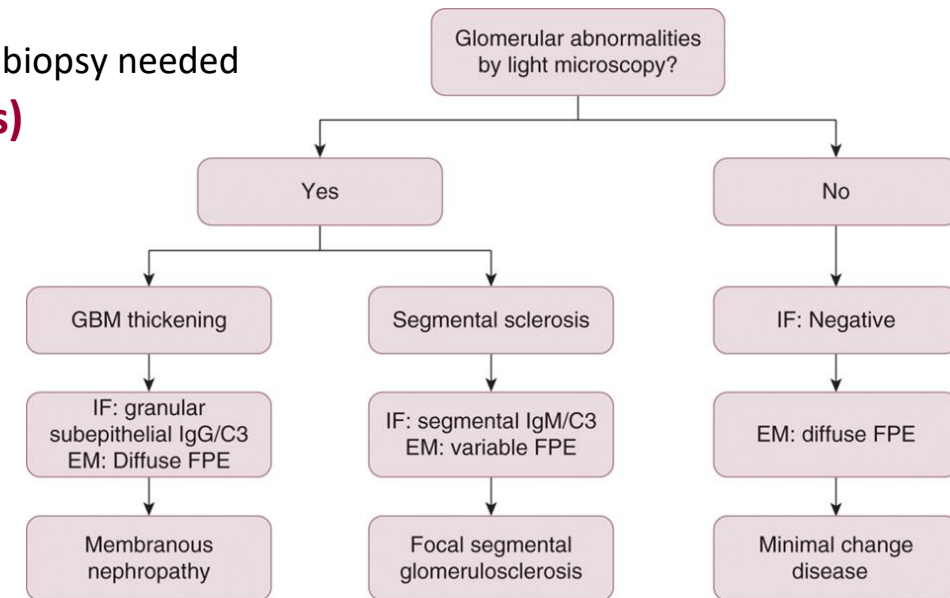 biopsy needed
s)
Glomerular abnormalities
by light microscopy?
Yes
No
GBM thickening
Segmental sclerosis
IF: Negative
IF: granular
subepithelial IgG/C3
EM: Diffuse FPE
IF: segmental IgM/C3
EM: variable FPE
EM: diffuse FPE
Membranous
nephropathy
Focal segmental
glomerulosclerosis
Minimal change
disease